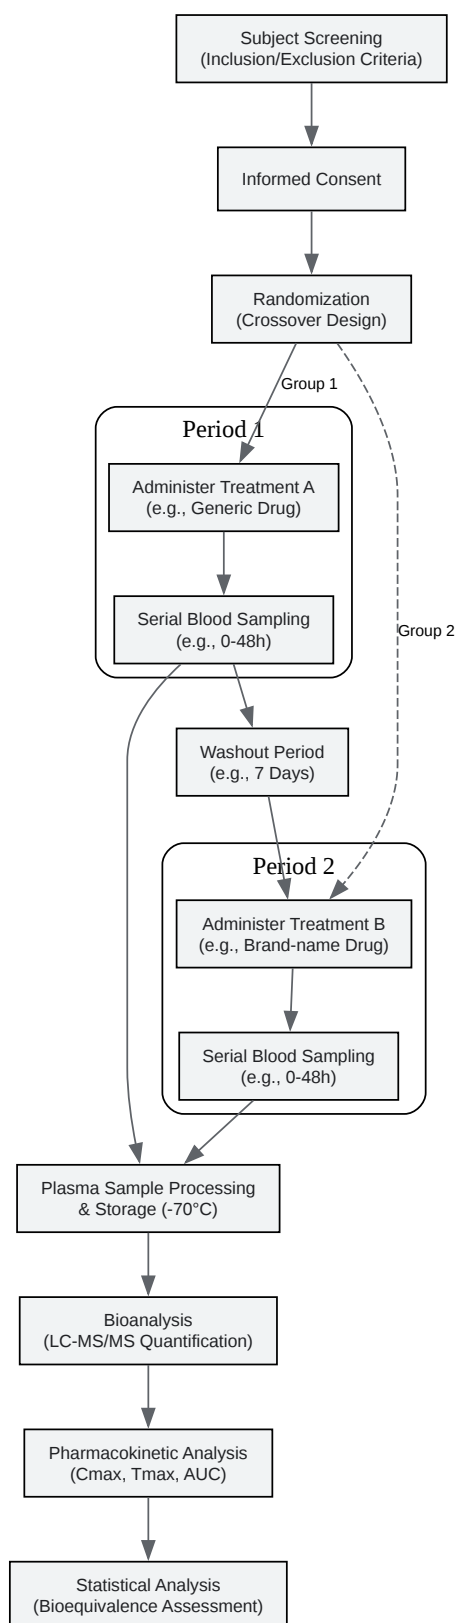 Subject Screening
(Inclusion/Exclusion Criteria)
Informed Consent
Randomization
(Crossover Design)
Group 1
Period 1
Administer Treatment A
(e.g., Generic Drug)
Serial Blood Sampling
(e.g., 0-48h)
Group 2
Washout Period
(e.g., 7 Days)
Period 2
Administer Treatment B
(e.g., Brand-name Drug)
Serial Blood Sampling
(e.g., 0-48h)
Plasma Sample Processing
& Storage (-70°C)
Bioanalysis
(LC-MS/MS Quantification)
Pharmacokinetic Analysis
(Cmax, Tmax, AUC)
Statistical Analysis
(Bioequivalence Assessment)